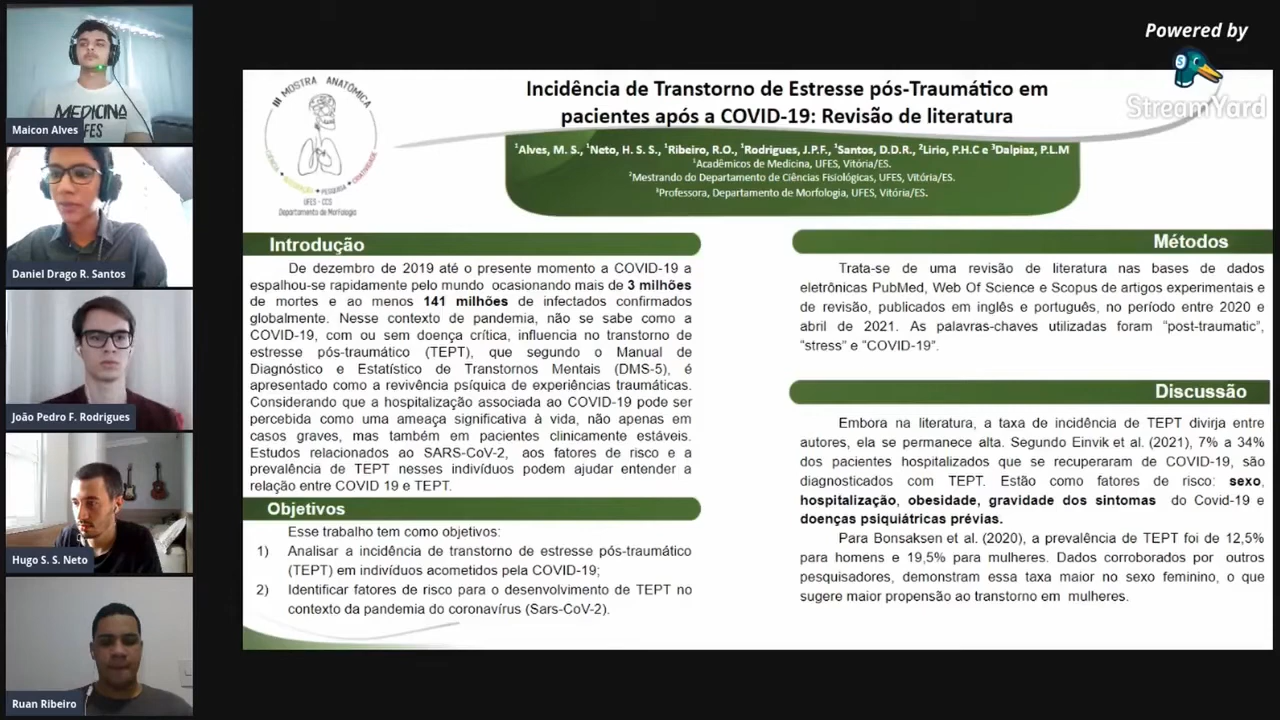 Powered by
StreamYard
MEDICINA
UFES
Maicon Alves
Daniel Drago R. Santos
João Pedro F. Rodrigues
Hugo S. S. Neto
Ruan Ribeiro
III MOSTRA ANATÔMICA
PESQUISA
CRIATIVIDADE
UFES - CCS
Departamento de Morfologia
Incidência de Transtorno de Estresse pós-Traumático em
pacientes após a COVID-19: Revisão de literatura
¹Alves, M. S., ¹Neto, H. S. S., ¹Ribeiro, R.O., ¹Rodrigues, J.P.F., ¹Santos, D.D.R., ²Lirio, P.H.C e ³Dalpiaz, P.L.M
¹Acadêmicos de Medicina, UFES, Vitória/ES.
²Mestrando do Departamento de Ciências Fisiológicas, UFES, Vitória/ES.
³Professora, Departamento de Morfologia, UFES, Vitória/ES.
Introdução
De dezembro de 2019 até o presente momento a COVID-19 a
espalhou-se rapidamente pelo mundo ocasionando mais de 3 milhões
de mortes e ao menos 141 milhões de infectados confirmados
globalmente. Nesse contexto de pandemia, não se sabe como a
COVID-19, com ou sem doença crítica, influencia no transtorno de
estresse pós-traumático (TEPT), que segundo o Manual de
Diagnóstico e Estatístico de Transtornos Mentais (DMS-5), é
apresentado como a revivência psíquica de experiências traumáticas.
Considerando que a hospitalização associada ao COVID-19 pode ser
percebida como uma ameaça significativa à vida, não apenas em
casos graves, mas também em pacientes clinicamente estáveis.
Estudos relacionados ao SARS-CoV-2, aos fatores de risco e a
prevalência de TEPT nesses indivíduos podem ajudar entender a
relação entre COVID 19 e TEPT.
Objetivos
Esse trabalho tem como objetivos:
1) Analisar a incidência de transtorno de estresse pós-traumático
(TEPT) em indivíduos acometidos pela COVID-19;
2) Identificar fatores de risco para o desenvolvimento de TEPT no
contexto da pandemia do coronavírus (Sars-CoV-2).
Métodos
Trata-se de uma revisão de literatura nas bases de dados
eletrônicas PubMed, Web Of Science e Scopus de artigos experimentais e
de revisão, publicados em inglês e português, no período entre 2020 e
abril de 2021. As palavras-chaves utilizadas foram "post-traumatic",
"stress" e "COVID-19".
Discussão
Embora na literatura, a taxa de incidência de TEPT divirja entre
autores, ela se permanece alta. Segundo Einvik et al. (2021), 7% a 34%
dos pacientes hospitalizados que se recuperaram de COVID-19, são
diagnosticados com TEPT. Estão como fatores de risco: sexo,
hospitalização, obesidade, gravidade dos sintomas do Covid-19 e
doenças psiquiátricas prévias.
Para Bonsaksen et al. (2020), a prevalência de TEPT foi de 12,5%
para homens e 19,5% para mulheres. Dados corroborados por outros
pesquisadores, demonstram essa taxa maior no sexo feminino, o que
sugere maior propensão ao transtorno em mulheres.